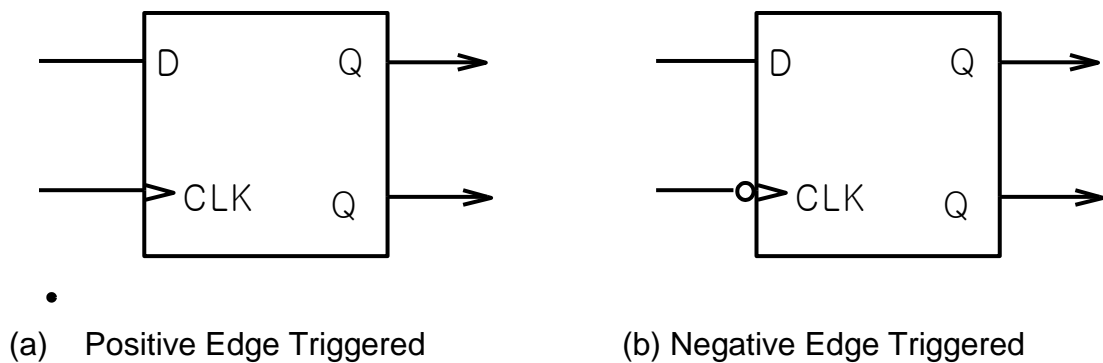 D Q D Q
CLK Q CLK Q
•
(a) Positive Edge Triggered (b) Negative Edge Triggered